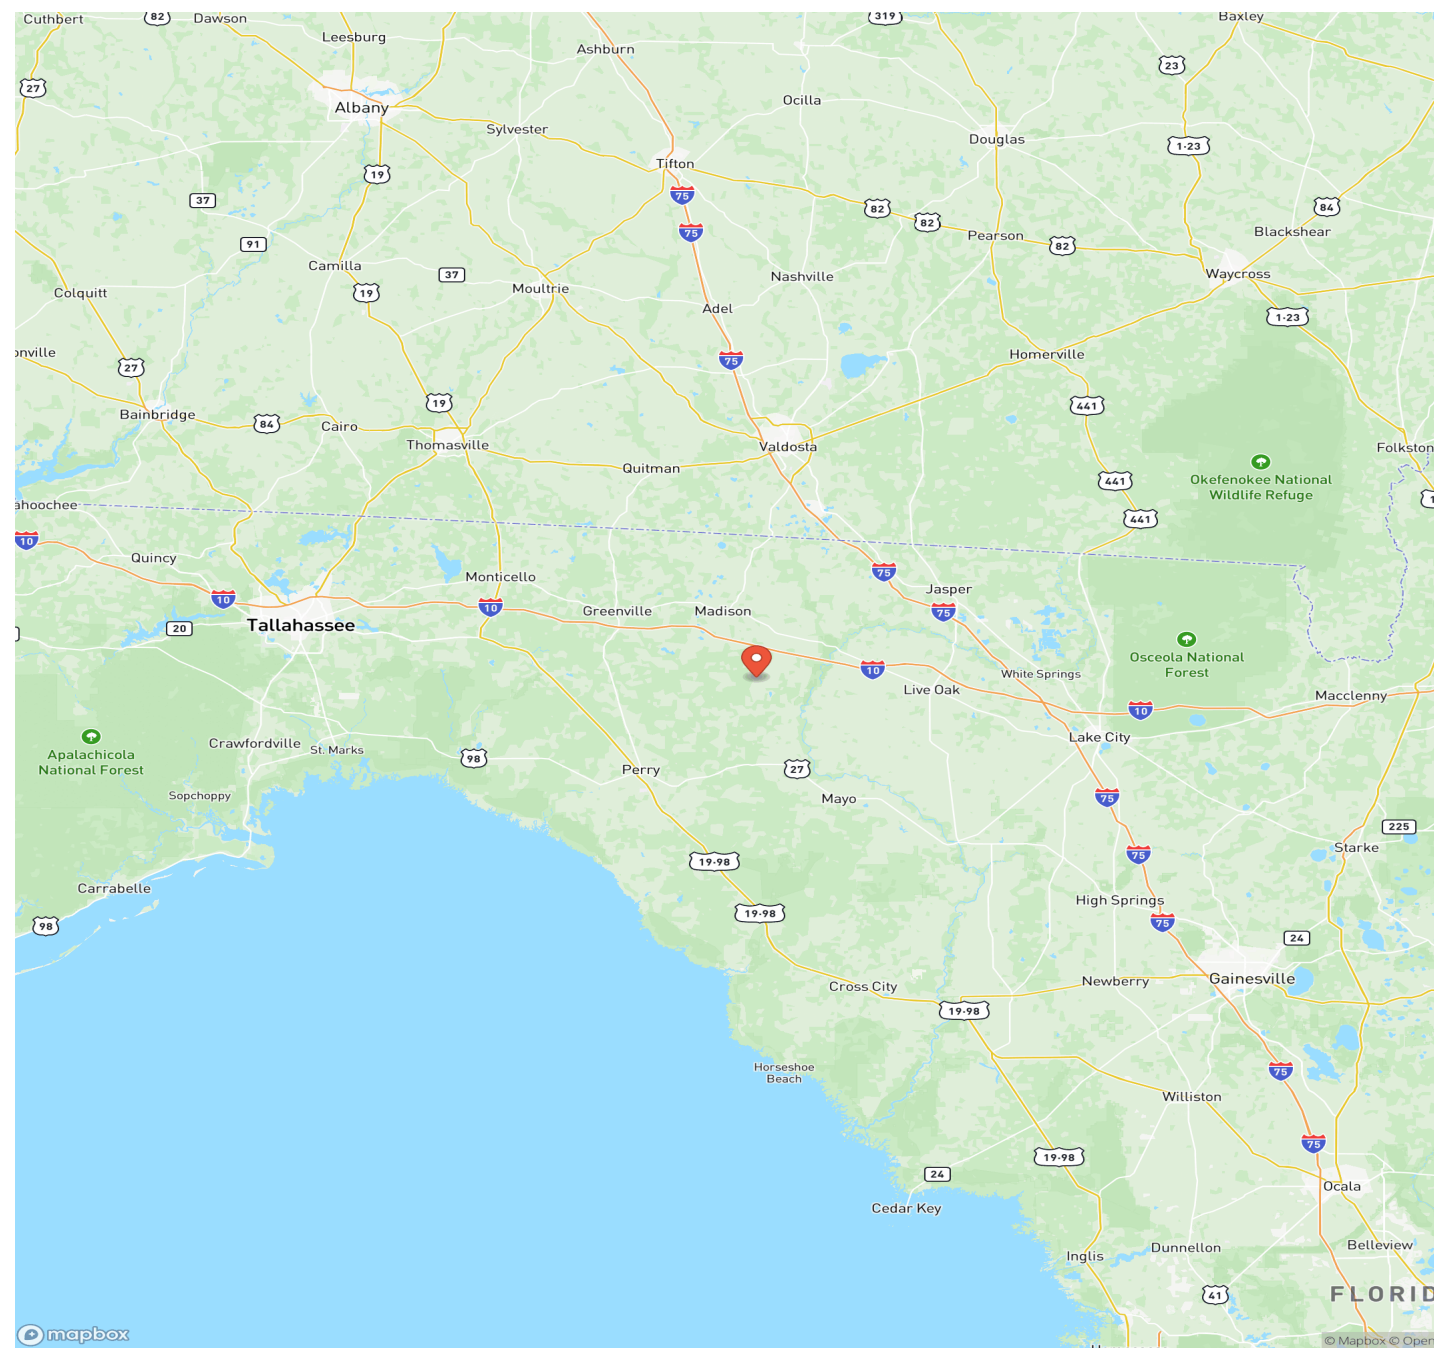 Cuthbert
82
Dawson
319
Baxley
Leesburg
Ashburn
23
27
Albany
Ocilla
Sylvester
Douglas
1-23
Tifton
19
75
37
82
84
82
91
75
Pearson
82
Blackshear
Camilla
37
Nashville
Waycross
Colquitt
19
Moultrie
Adel
1-23
onville
27
75
Homerville
19
441
Bainbridge
84
Cairo
Thomasville
Valdosta
Folkston
Quitman
441
Okefenokee National
Wildlife Refuge
ahoochee
1
441
10
Quincy
75
Monticello
Jasper
10
10
Greenville
Madison
75
20
Tallahassee
Osceola National
Forest
10
White Springs
Live Oak
Macclenny
10
Apalachicola
National Forest
Crawfordville
St. Marks
98
Lake City
Perry
27
Sopchoppy
Mayo
75
225
Starke
75
19-98
Carrabelle
High Springs
98
19-98
75
24
Gainesville
Newberry
Cross City
19-98
Horseshoe
Beach
75
Williston
75
19-98
24
Ocala
Cedar Key
Dunnellon
Belleview
Inglis
41
FLORID
mapbox
© Mapbox © Open